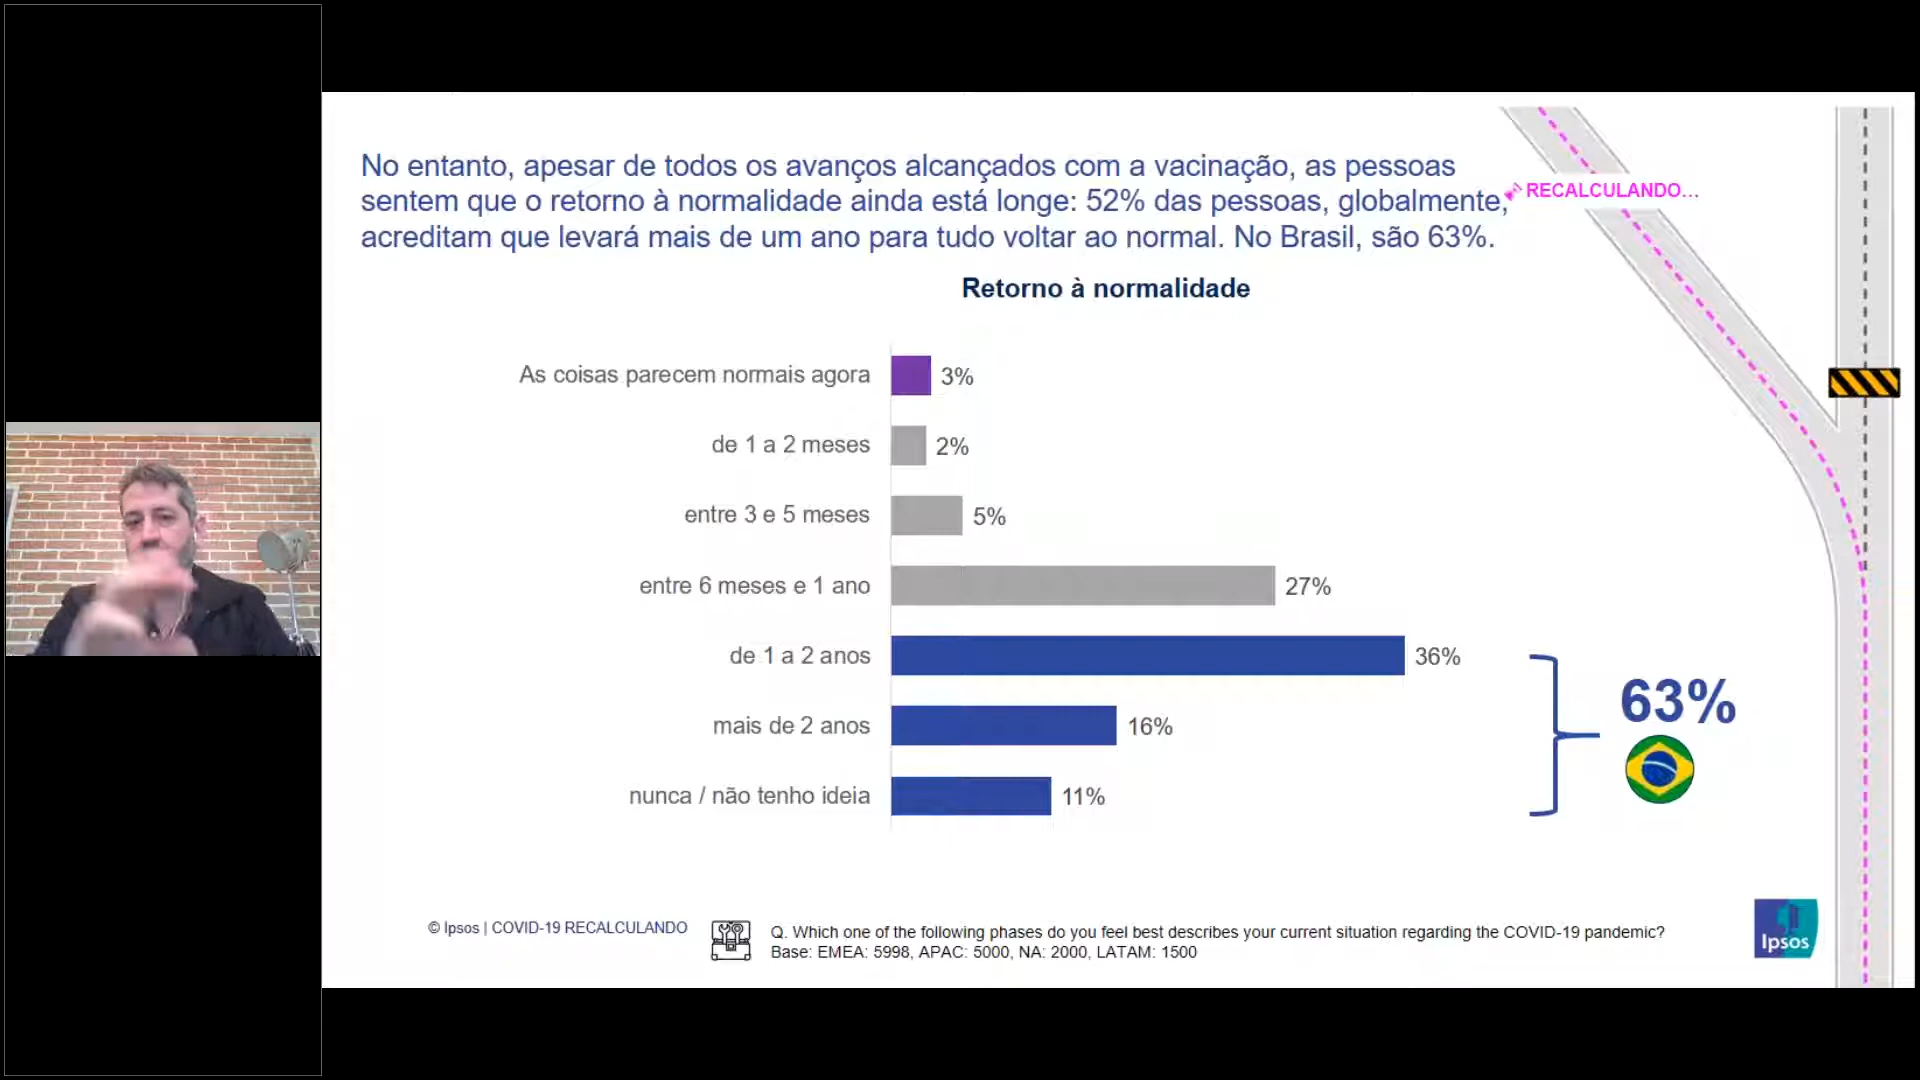 No entanto, apesar de todos os avanços alcançados com a vacinação, as pessoas
sentem que o retorno à normalidade ainda está longe: 52% das pessoas, globalmente,
acreditam que levará mais de um ano para tudo voltar ao normal. No Brasil, são 63%.
RECALCULANDO...
Retorno à normalidade
As coisas parecem normais agora 3%
de 1 a 2 meses 2%
entre 3 e 5 meses 5%
entre 6 meses e 1 ano 27%
de 1 a 2 anos 36%
mais de 2 anos 16%
nunca / não tenho ideia 11%
63%
© Ipsos | COVID-19 RECALCULANDO
Q. Which one of the following phases do you feel best describes your current situation regarding the COVID-19 pandemic?
Base: EMEA: 5998, APAC: 5000, NA: 2000, LATAM: 1500
Ipsos